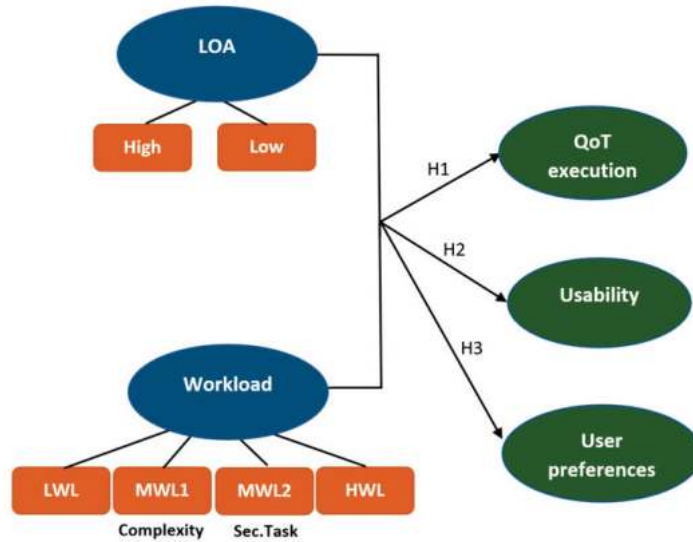 LOA
High
Low
H1
QoT
execution
H2
Usability
H3
Workload
User
preferences
LWL
MWL1
MWL2
HWL
Complexity
Sec.Task